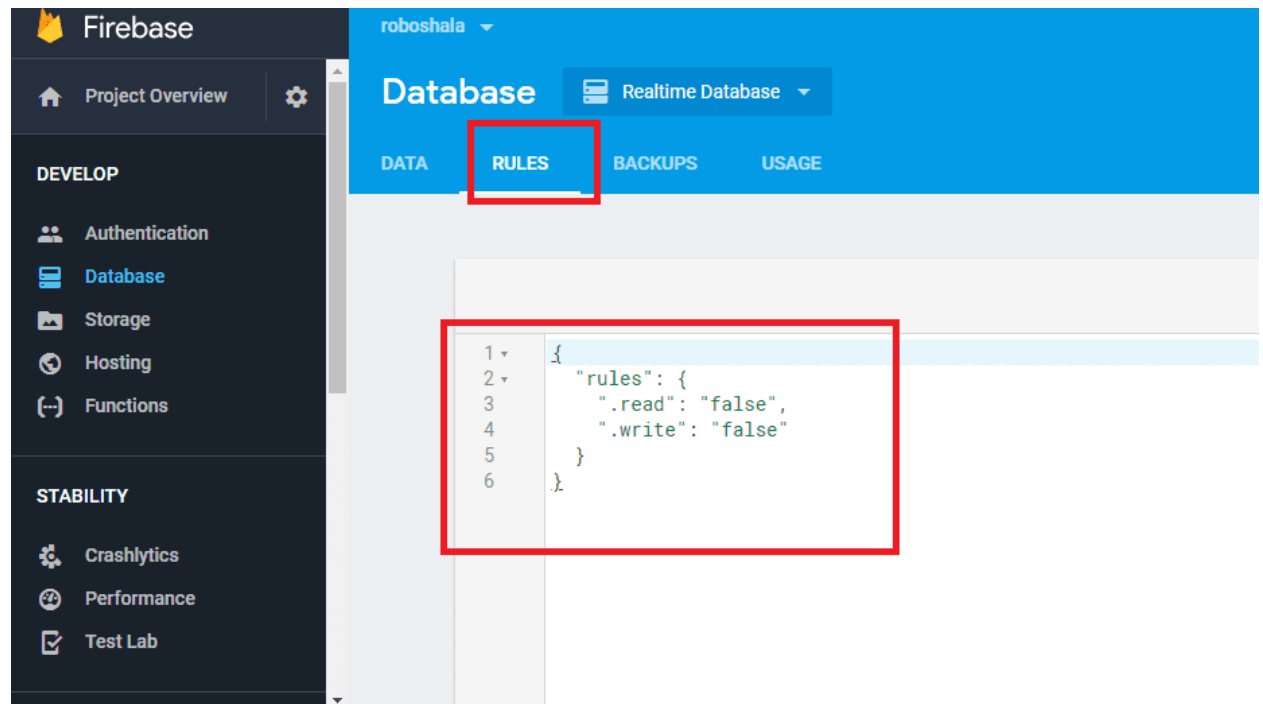 Firebase
Project Overview
DEVELOP
Authentication
Database
Storage
Hosting
Functions
STABILITY
Crashlytics
Performance
Test Lab
roboshala
Database Realtime Database
DATA RULES BACKUPS USAGE
1 {
2 "rules": {
3 ".read": "false",
4 ".write": "false"
5 }
6 }